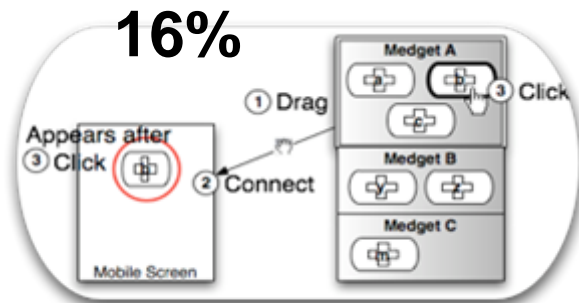 16%
Medget A
a
b
c
1 Drag
3 Click
Appears after
3 Click
b
2 Connect
Medget B
y
z
Medget C
m
Mobile Screen